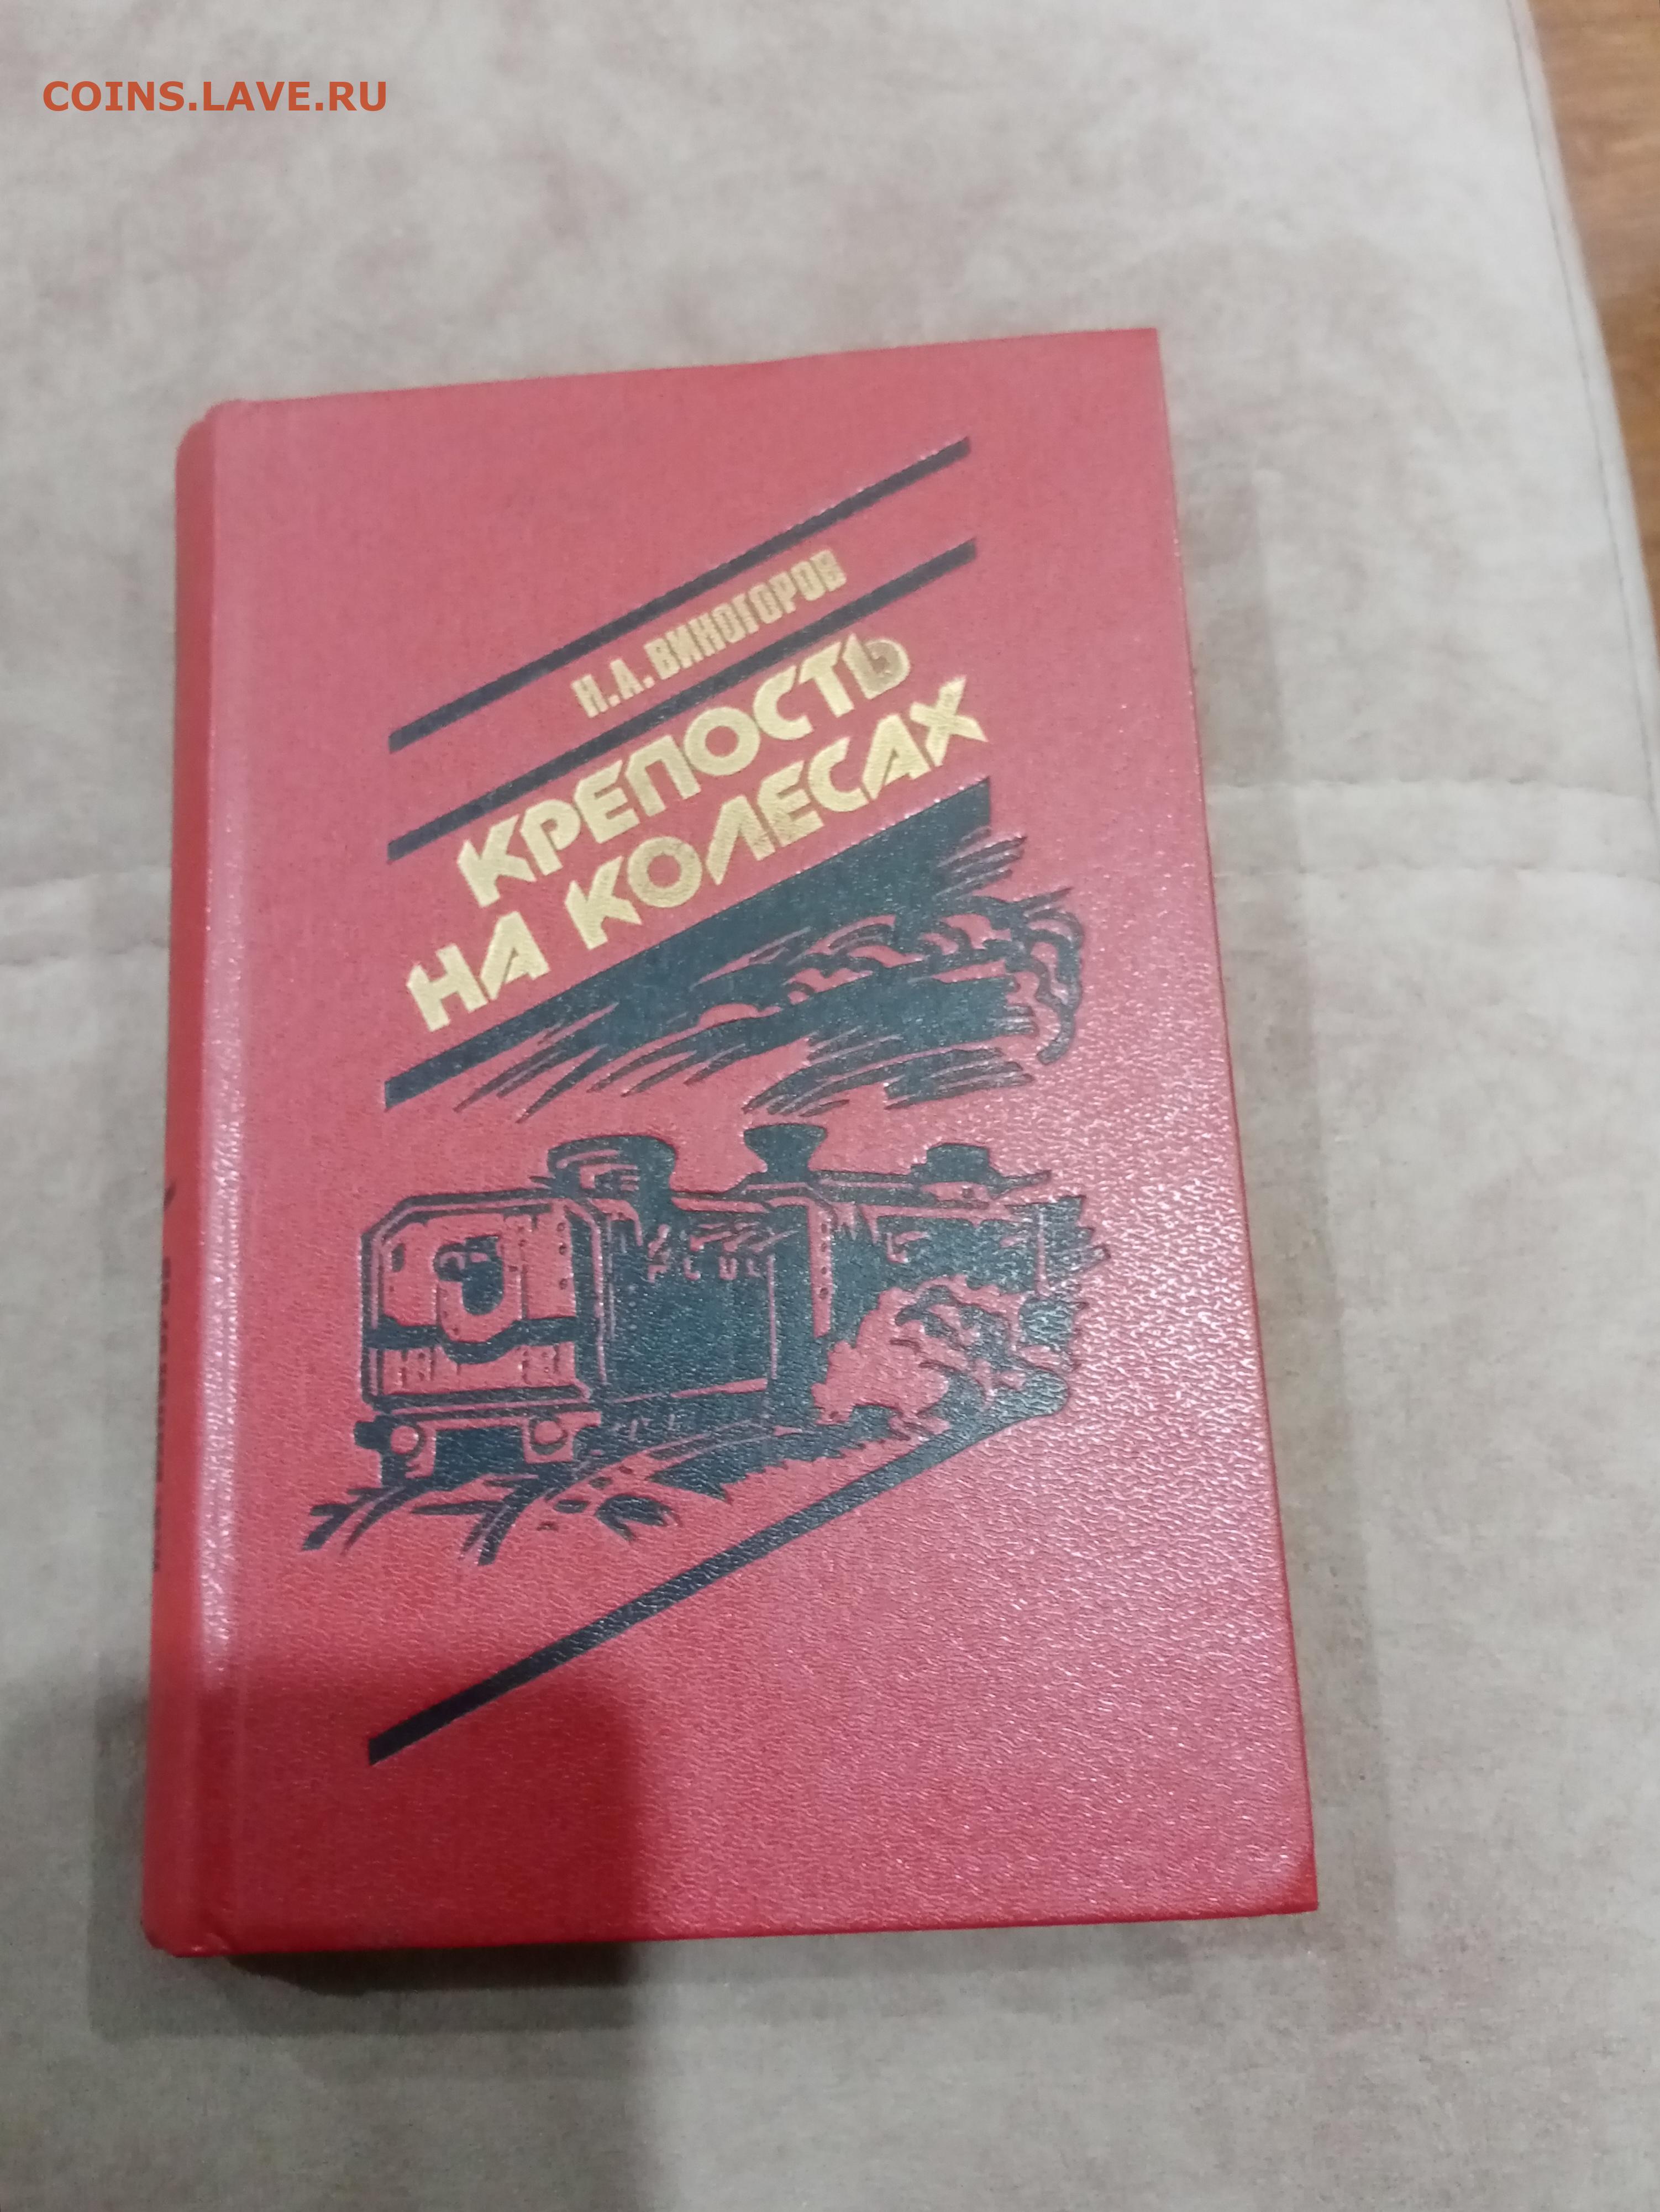 COINS.LAVE.RU
Н.А.ВИНОГОРОВ
КРЕПОСТЬ
НА КОЛЕСАХ